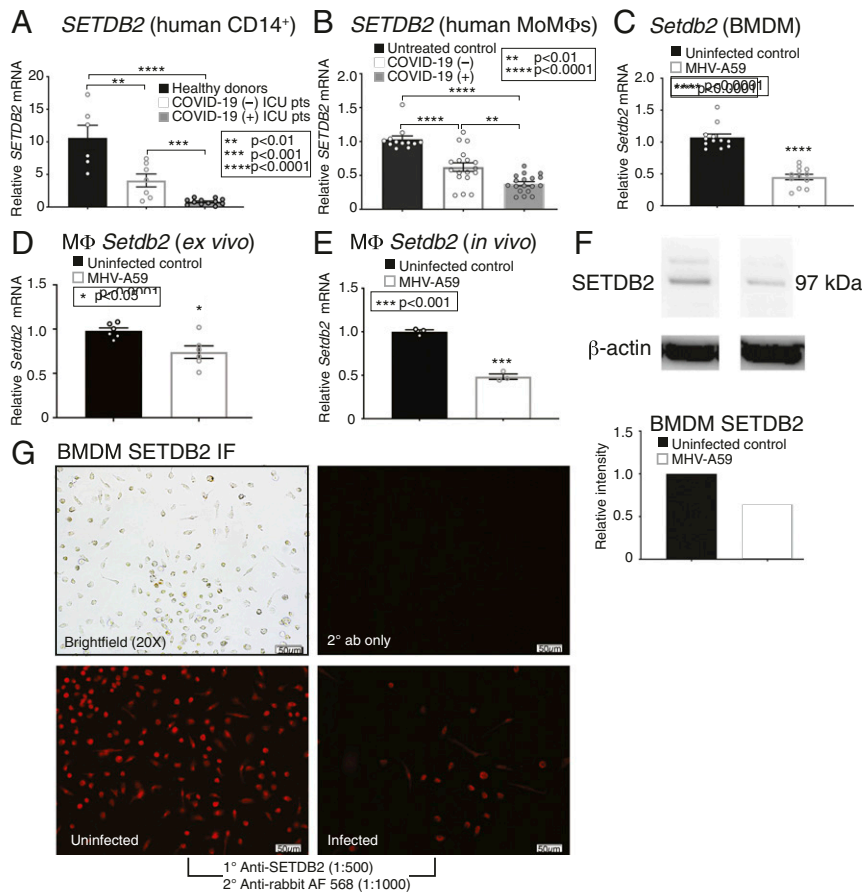 A SETDB2 (human CD14+)
Relative SETDB2 mRNA
20
15
10
5
0
****
**
***
Healthy donors
COVID-19 (–) ICU pts
COVID-19 (+) ICU pts
** p<0.01
*** p<0.001
**** p<0.0001
B SETDB2 (human MoMΦs)
Untreated control
COVID-19 (–)
COVID-19 (+)
** p<0.01
**** p<0.0001
Relative SETDB2 mRNA
2.0
1.5
1.0
0.5
0
****
**** **
C Setdb2 (BMDM)
Uninfected control
MHV-A59
**** p<0.0001
Relative Setdb2 mRNA
2.0
1.5
1.0
0.5
0
****
D MΦ Setdb2 (ex vivo)
Uninfected control
MHV-A59
* p<0.05
Relative Setdb2 mRNA
1.5
1.0
0.5
0
*
E MΦ Setdb2 (in vivo)
Uninfected control
MHV-A59
*** p<0.001
Relative Setdb2 mRNA
1.5
1.0
0.5
0
***
F
SETDB2 97 kDa
β-actin
BMDM SETDB2
Uninfected control
MHV-A59
Relative intensity
1.5
1.0
0.5
0
G BMDM SETDB2 IF
Brightfield (20X) 50μm
2° ab only 50μm
Uninfected 50μm
Infected 50μm
1° Anti-SETDB2 (1:500)
2° Anti-rabbit AF 568 (1:1000)